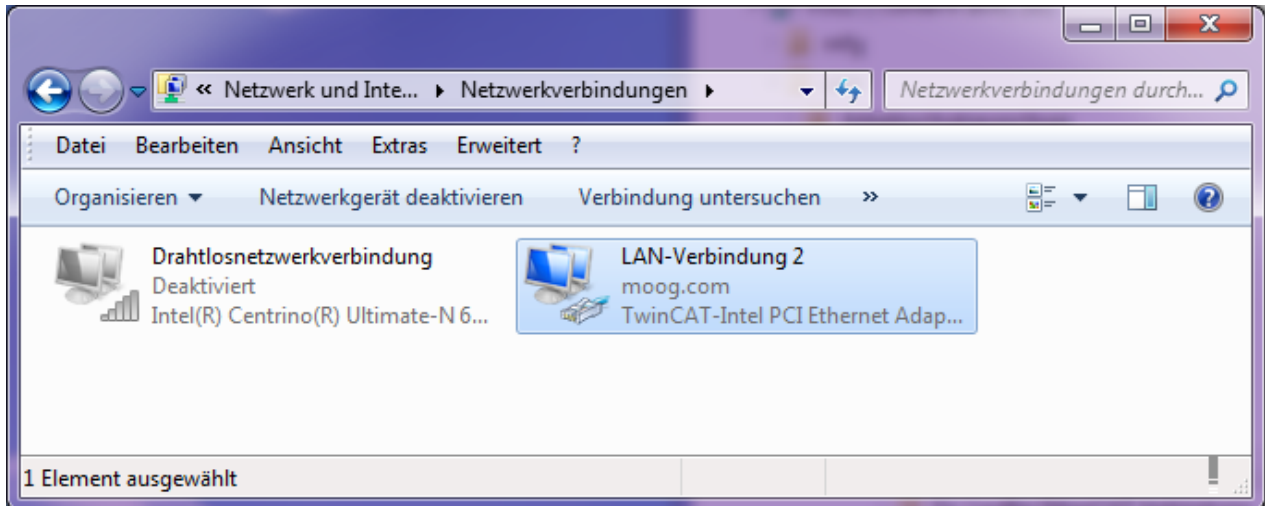 « Netzwerk und Inte... ▸ Netzwerkverbindungen ▸ Netzwerkverbindungen durch...
Datei Bearbeiten Ansicht Extras Erweitert ?
Organisieren ▾ Netzwerkgerät deaktivieren Verbindung untersuchen »
Drahtlosnetzwerkverbindung
Deaktiviert
Intel(R) Centrino(R) Ultimate-N 6...
LAN-Verbindung 2
moog.com
TwinCAT-Intel PCI Ethernet Adap...
1 Element ausgewählt